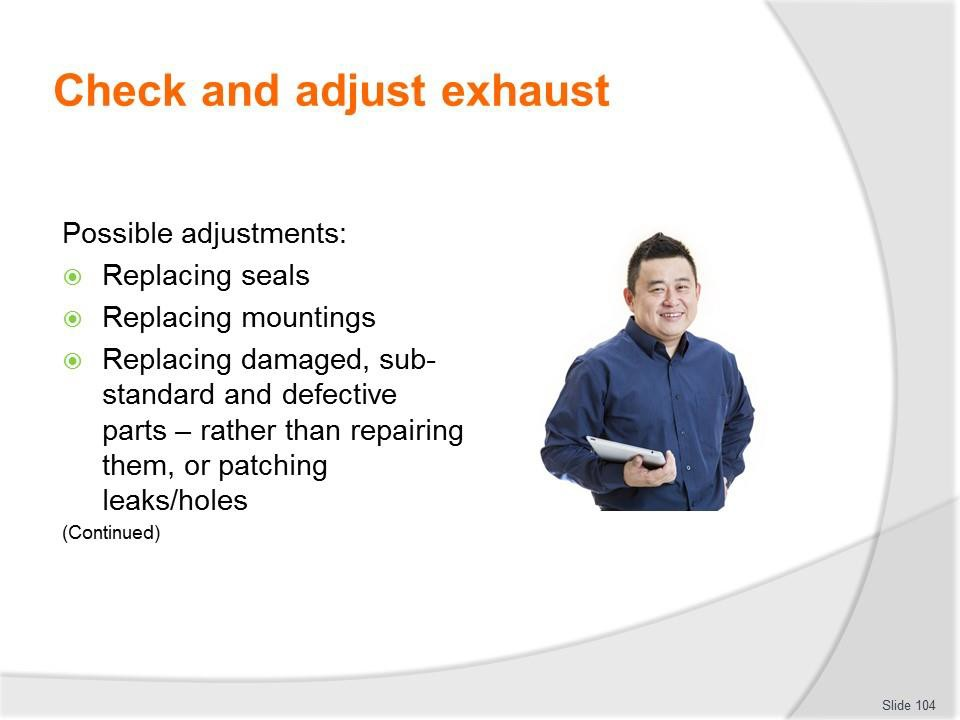 Check and adjust exhaust
Possible adjustments:
Replacing seals
Replacing mountings
Replacing damaged, sub-
standard and defective
parts – rather than repairing
them, or patching
leaks/holes
(Continued)
Slide 104